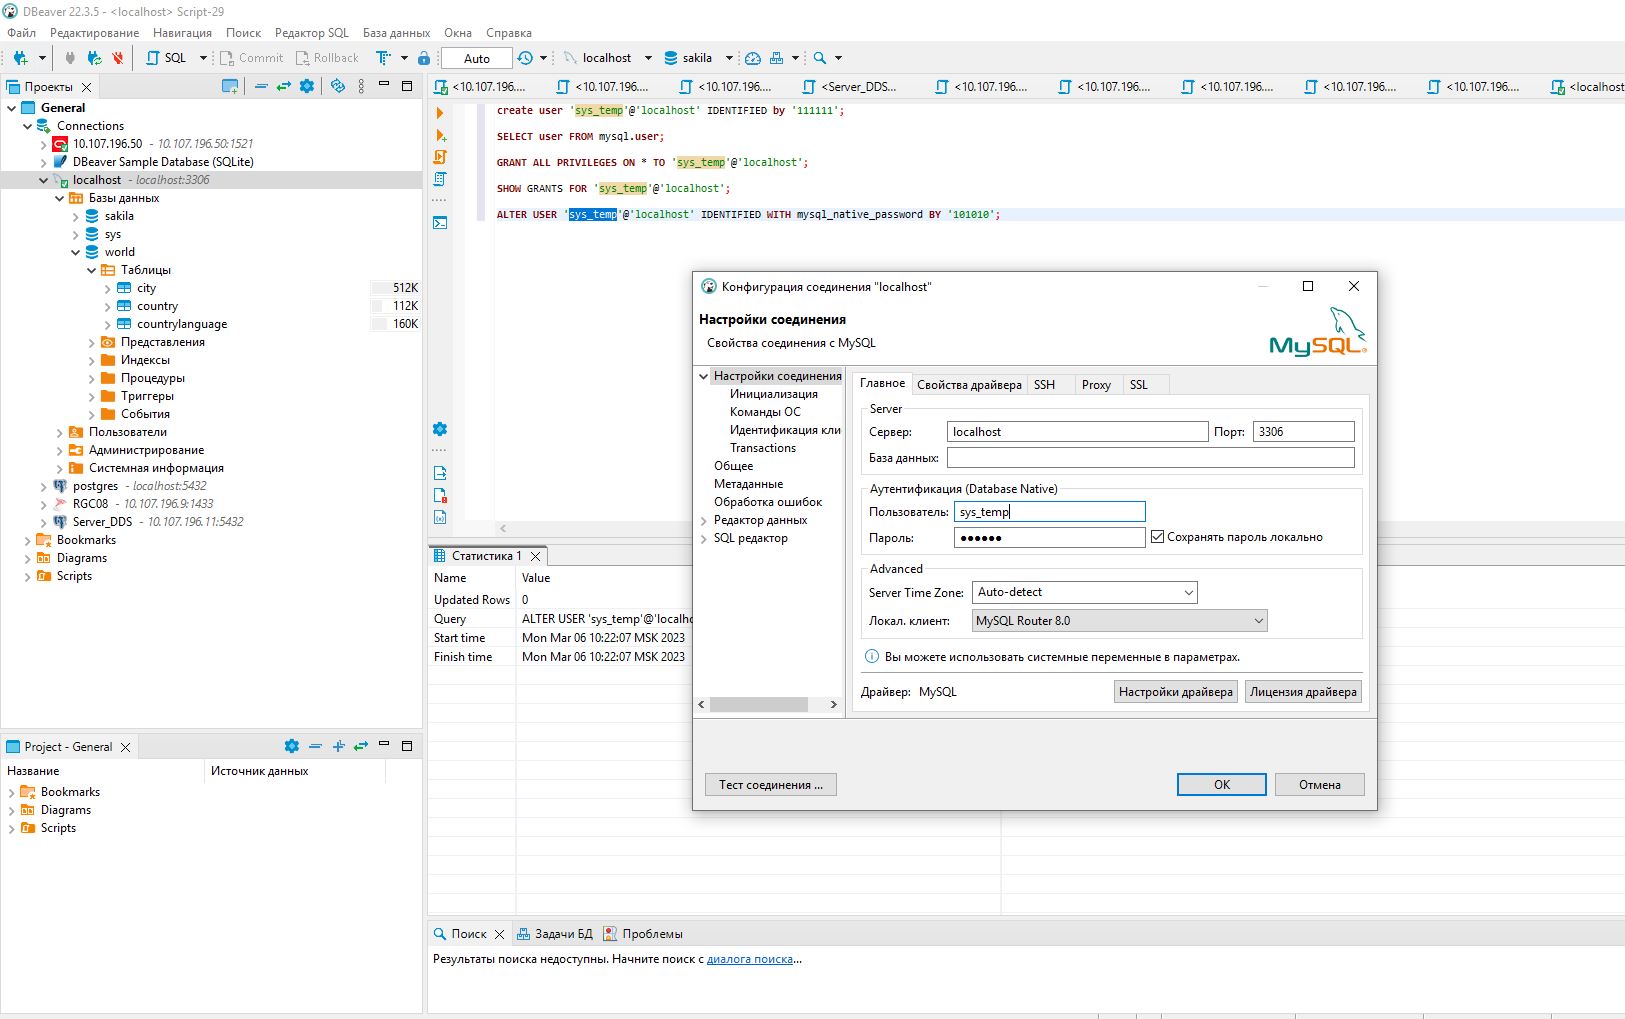 DBeaver 22.3.5 - <localhost> Script-29
Файл Редактирование Навигация Поиск Редактор SQL База данных Окна Справка
SQL Commit Rollback Auto localhost sakila
Проекты
General
Connections
10.107.196.50 - 10.107.196.50:1521
DBeaver Sample Database (SQLite)
localhost - localhost:3306
Базы данных
sakila
sys
world
Таблицы
city 512K
country 112K
countrylanguage 160K
Представления
Индексы
Процедуры
Триггеры
События
Пользователи
Администрирование
Системная информация
postgres - localhost:5432
RGC08 - 10.107.196.9:1433
Server_DDS - 10.107.196.11:5432
Bookmarks
Diagrams
Scripts
Project - General
Название Источник данных
Bookmarks
Diagrams
Scripts
<10.107.196.... <10.107.196.... <10.107.196.... <Server_DDS... <10.107.196.... <10.107.196.... <10.107.196.... <10.107.196.... <10.107.196.... <localhost
create user 'sys_temp'@'localhost' IDENTIFIED by '111111';
SELECT user FROM mysql.user;
GRANT ALL PRIVILEGES ON * TO 'sys_temp'@'localhost';
SHOW GRANTS FOR 'sys_temp'@'localhost';
ALTER USER 'sys_temp'@'localhost' IDENTIFIED WITH mysql_native_password BY '101010';
Статистика 1
Name Value
Updated Rows 0
Query ALTER USER 'sys_temp'@'localho
Start time Mon Mar 06 10:22:07 MSK 2023
Finish time Mon Mar 06 10:22:07 MSK 2023
Конфигурация соединения "localhost"
Настройки соединения
Свойства соединения с MySQL
MySQL
Настройки соединения
Инициализация
Команды ОС
Идентификация кли
Transactions
Общее
Метаданные
Обработка ошибок
Редактор данных
SQL редактор
Главное Свойства драйвера SSH Proxy SSL
Server
Сервер: localhost Порт: 3306
База данных:
Аутентификация (Database Native)
Пользователь: sys_temp
Пароль: ●●●●●● Сохранять пароль локально
Advanced
Server Time Zone: Auto-detect
Локал. клиент: MySQL Router 8.0
Вы можете использовать системные переменные в параметрах.
Драйвер: MySQL Настройки драйвера Лицензия драйвера
Тест соединения ... ОК Отмена
Поиск Задачи БД Проблемы
Результаты поиска недоступны. Начните поиск с диалога поиска...